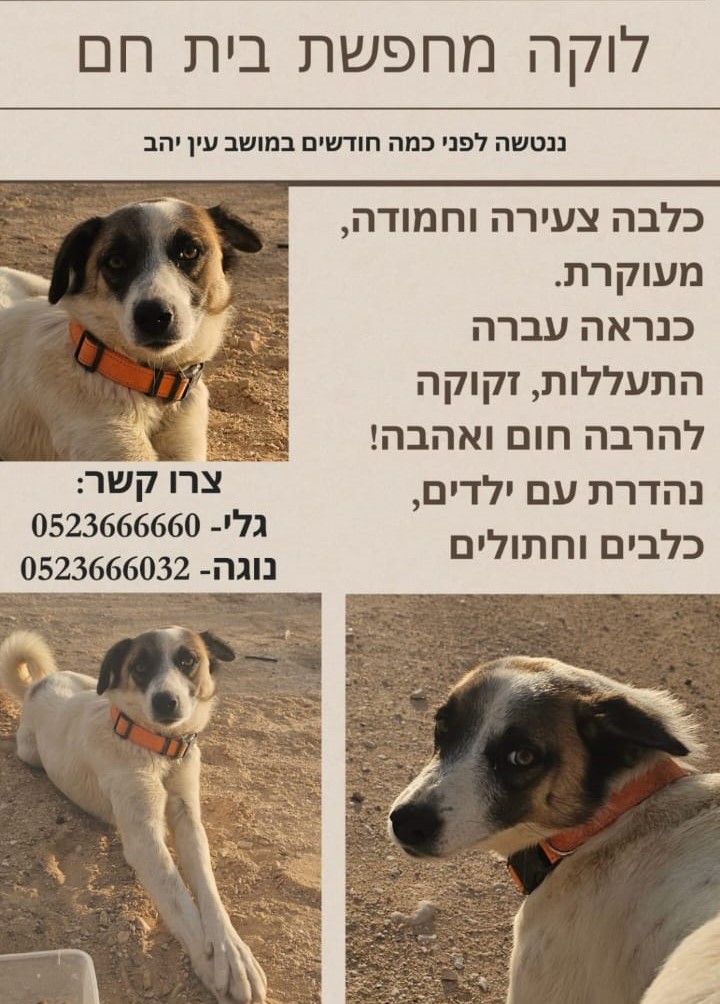 לוקה מחפשת בית חם
ננטשה לפני כמה חודשים במושב עין יהב
כלבה צעירה וחמודה,
מעוקרת.
כנראה עברה
התעללות, זקוקה
להרבה חום ואהבה!
נהדרת עם ילדים,
כלבים וחתולים
צרו קשר:
גלי- 0523666660
נוגה- 0523666032